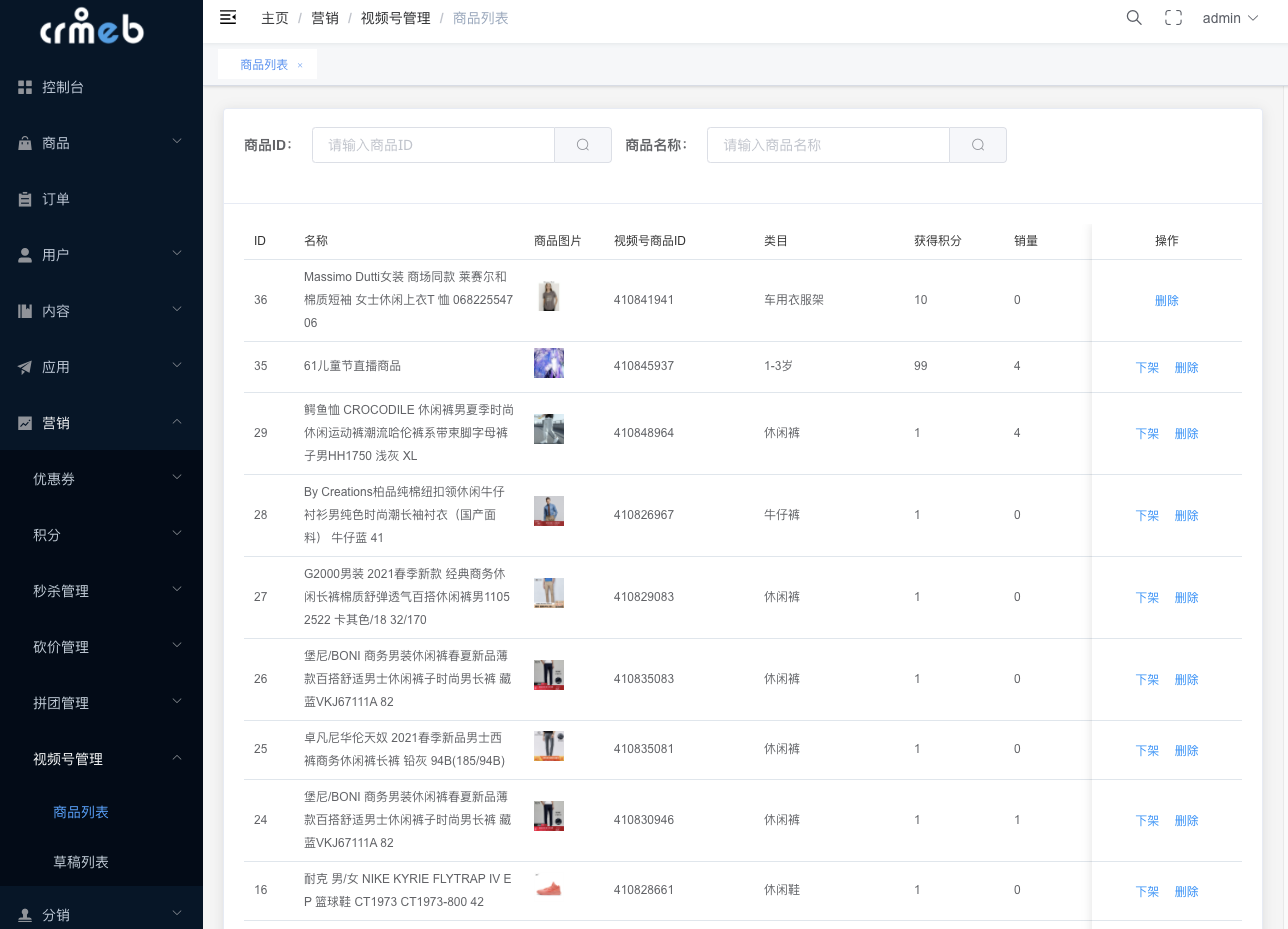 crmeb
主页 / 营销 / 视频号管理 / 商品列表
admin
商品列表 ×
控制台
商品
订单
用户
内容
应用
营销
优惠券
积分
秒杀管理
砍价管理
拼团管理
视频号管理
商品列表
草稿列表
分销
商品ID： 请输入商品ID 商品名称： 请输入商品名称
ID 名称 商品图片 视频号商品ID 类目 获得积分 销量 操作
Massimo Dutti女装 商场同款 莱赛尔和
36 棉质短袖 女士休闲上衣T 恤 068225547 410841941 车用衣服架 10 0 删除
06
35 61儿童节直播商品 410845937 1-3岁 99 4 下架 删除
鳄鱼恤 CROCODILE 休闲裤男夏季时尚
29 休闲运动裤潮流哈伦裤系带束脚字母裤 410848964 休闲裤 1 4 下架 删除
子男HH1750 浅灰 XL
By Creations柏品纯棉纽扣领休闲牛仔
28 衬衫男纯色时尚潮长袖衬衣（国产面 410826967 牛仔裤 1 0 下架 删除
料） 牛仔蓝 41
G2000男装 2021春季新款 经典商务休
27 闲长裤棉质舒弹透气百搭休闲裤男1105 410829083 休闲裤 1 0 下架 删除
2522 卡其色/18 32/170
堡尼/BONI 商务男装休闲裤春夏新品薄
26 款百搭舒适男士休闲裤子时尚男长裤 藏 410835083 休闲裤 1 0 下架 删除
蓝VKJ67111A 82
卓凡尼华伦天奴 2021春季新品男士西
25 裤商务休闲裤长裤 铅灰 94B(185/94B) 410835081 休闲裤 1 0 下架 删除
堡尼/BONI 商务男装休闲裤春夏新品薄
24 款百搭舒适男士休闲裤子时尚男长裤 藏 410830946 休闲裤 1 1 下架 删除
蓝VKJ67111A 82
耐克 男/女 NIKE KYRIE FLYTRAP IV E
16 P 篮球鞋 CT1973 CT1973-800 42 410828661 休闲鞋 1 0 下架 删除